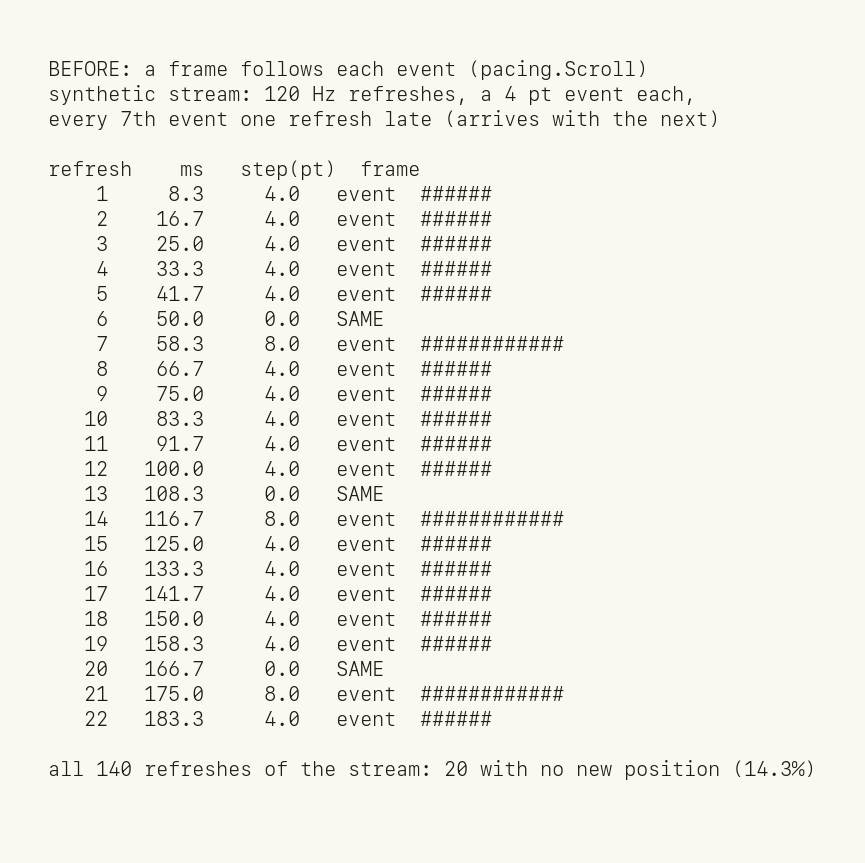 BEFORE: a frame follows each event (pacing.Scroll)
synthetic stream: 120 Hz refreshes, a 4 pt event each,
every 7th event one refresh late (arrives with the next)

refresh    ms   step(pt)  frame
    1     8.3     4.0   event  ######
    2    16.7     4.0   event  ######
    3    25.0     4.0   event  ######
    4    33.3     4.0   event  ######
    5    41.7     4.0   event  ######
    6    50.0     0.0   SAME
    7    58.3     8.0   event  ############
    8    66.7     4.0   event  ######
    9    75.0     4.0   event  ######
   10    83.3     4.0   event  ######
   11    91.7     4.0   event  ######
   12   100.0     4.0   event  ######
   13   108.3     0.0   SAME
   14   116.7     8.0   event  ############
   15   125.0     4.0   event  ######
   16   133.3     4.0   event  ######
   17   141.7     4.0   event  ######
   18   150.0     4.0   event  ######
   19   158.3     4.0   event  ######
   20   166.7     0.0   SAME
   21   175.0     8.0   event  ############
   22   183.3     4.0   event  ######

all 140 refreshes of the stream: 20 with no new position (14.3%)